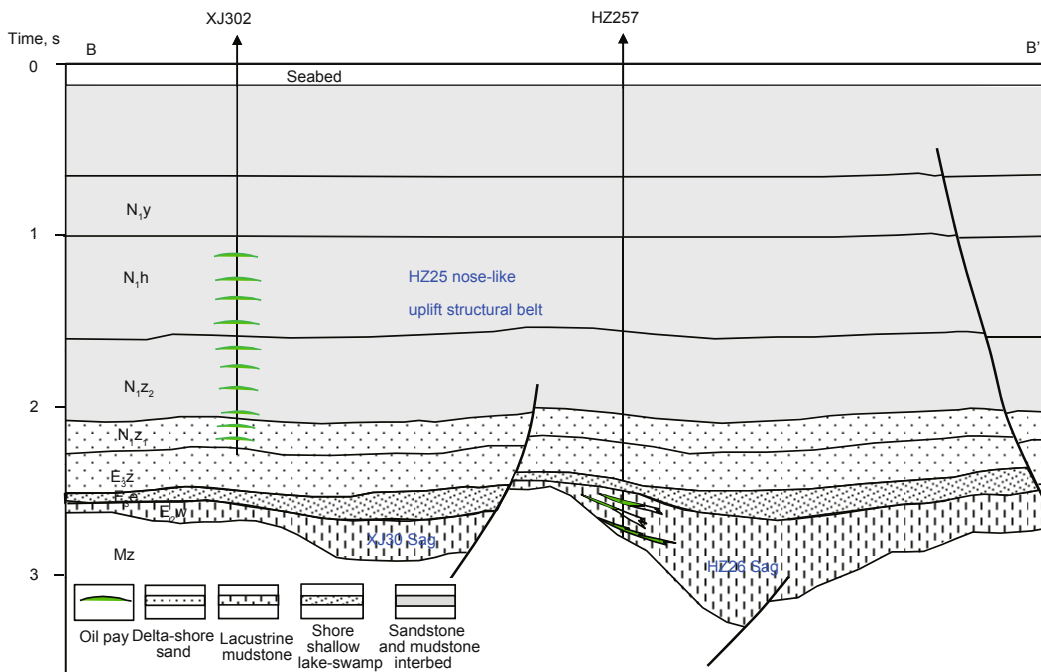 XJ302
HZ257
Time, s
B
B'
0
Seabed
N₁y
1
N₁h
HZ25 nose-like
uplift structural belt
N₁z₂
2
N₁z₁
E₃z
E₃e
E₂w
XJ30 Sag
Mz
HZ26 Sag
3
Oil pay
Delta-shore
sand
Lacustrine
mudstone
Shore
shallow
lake-swamp
Sandstone
and mudstone
interbed